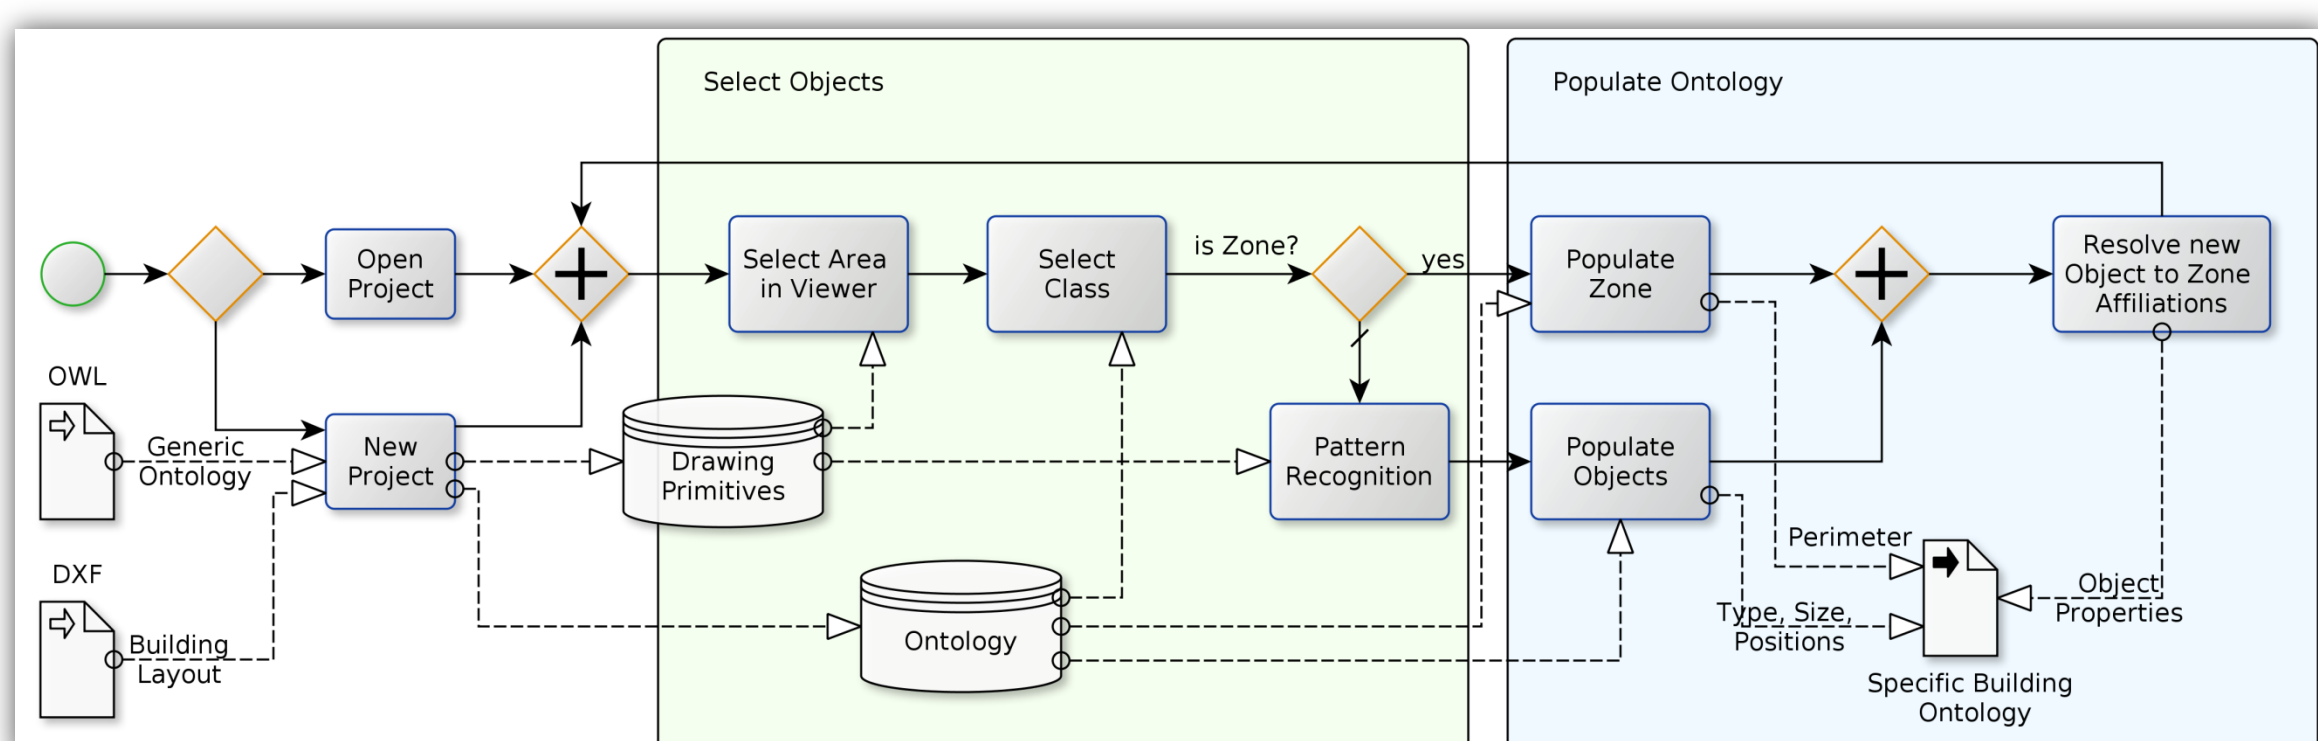 Select Objects
Populate Ontology
Open
Project
Select Area
in Viewer
Select
Class
is Zone?
yes
Populate
Zone
Resolve new
Object to Zone
Affiliations
OWL
Generic
Ontology
New
Project
Drawing
Primitives
Pattern
Recognition
Populate
Objects
Perimeter
DXF
Building
Layout
Ontology
Type, Size,
Positions
Object
Properties
Specific Building
Ontology